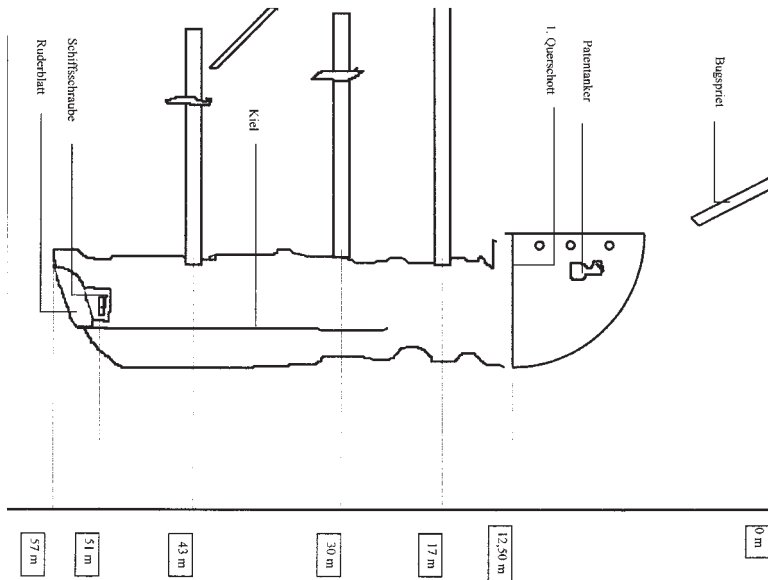 Ruderblatt
Schiffsschraube
Kiel
1. Querschott
Patentanker
Bugspriet
57 m
51 m
43 m
30 m
17 m
12,50 m
0 m